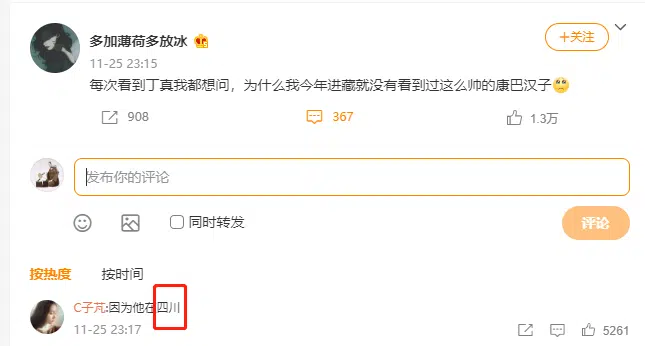 多加薄荷多放冰
+关注
11-25 23:15
每次看到丁真我都想问，为什么我今年进藏就没有看到过这么帅的康巴汉子
908
367
1.3万
发布你的评论
同时转发
评论
按热度
按时间
C子芃:因为他在四川
11-25 23:17
5261